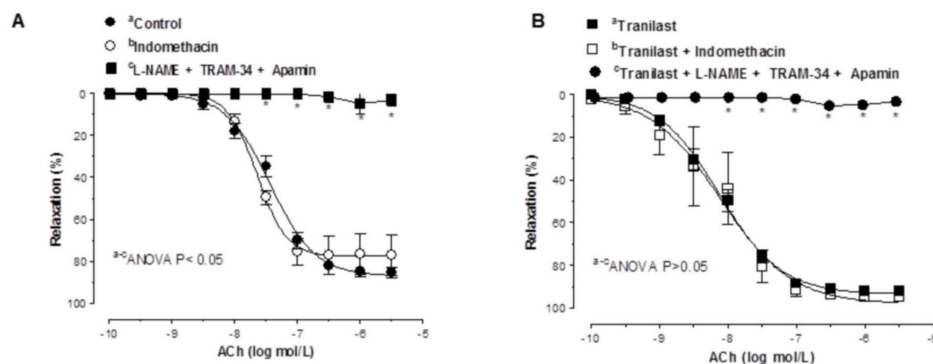 A
ᵃControl
ᵇIndomethacin
ᶜL-NAME + TRAM-34 + Apamin
0
20
40
60
80
100
Relaxation (%)
* * * * *
ᵃ⁻ᶜANOVA P< 0.05
-10 -9 -8 -7 -6 -5
ACh (log mol/L)
B
ᵃTranilast
ᵇTranilast + Indomethacin
ᶜTranilast + L-NAME + TRAM-34 + Apamin
0
20
40
60
80
100
Relaxation (%)
* * * * * *
ᵃ⁻ᶜANOVA P>0.05
-10 -9 -8 -7 -6 -5
ACh (log mol/L)